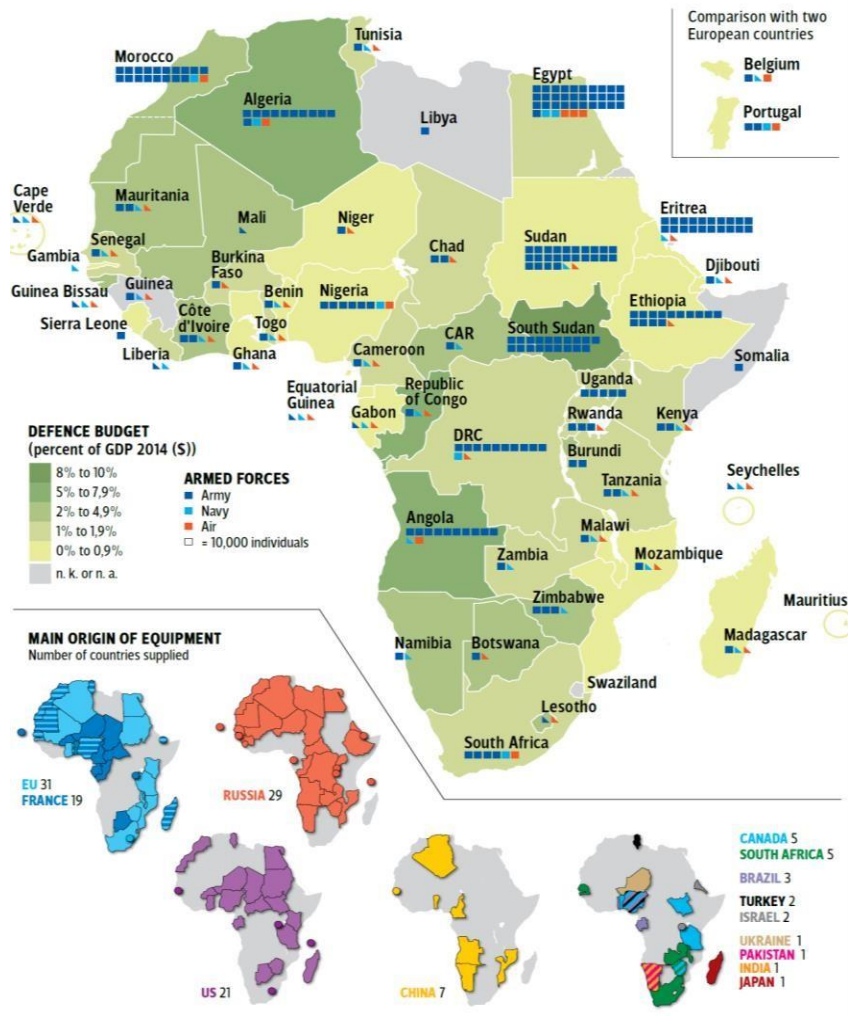 Comparison with two
European countries
Belgium
Portugal
Tunisia
Morocco
Algeria
Libya
Egypt
Cape
Verde
Mauritania
Mali
Niger
Chad
Sudan
Eritrea
Senegal
Gambia
Burkina
Faso
Djibouti
Guinea Bissau
Guinea
Benin
Nigeria
Ethiopia
Sierra Leone
Côte
d'Ivoire
Togo
CAR
South Sudan
Liberia
Ghana
Cameroon
Somalia
Equatorial
Guinea
Gabon
Republic
of Congo
Uganda
Rwanda
Kenya
DRC
Burundi
Tanzania
Seychelles
Angola
Malawi
Zambia
Mozambique
Zimbabwe
Mauritius
Madagascar
Namibia
Botswana
Swaziland
Lesotho
South Africa
DEFENCE BUDGET
(percent of GDP 2014 (S))
8% to 10%
5% to 7,9%
2% to 4,9%
1% to 1,9%
0% to 0,9%
n. k. or n. a.
ARMED FORCES
Army
Navy
Air
= 10,000 individuals
MAIN ORIGIN OF EQUIPMENT
Number of countries supplied
EU 31
FRANCE 19
RUSSIA 29
US 21
CHINA 7
CANADA 5
SOUTH AFRICA 5
BRAZIL 3
TURKEY 2
ISRAEL 2
UKRAINE 1
PAKISTAN 1
INDIA 1
JAPAN 1